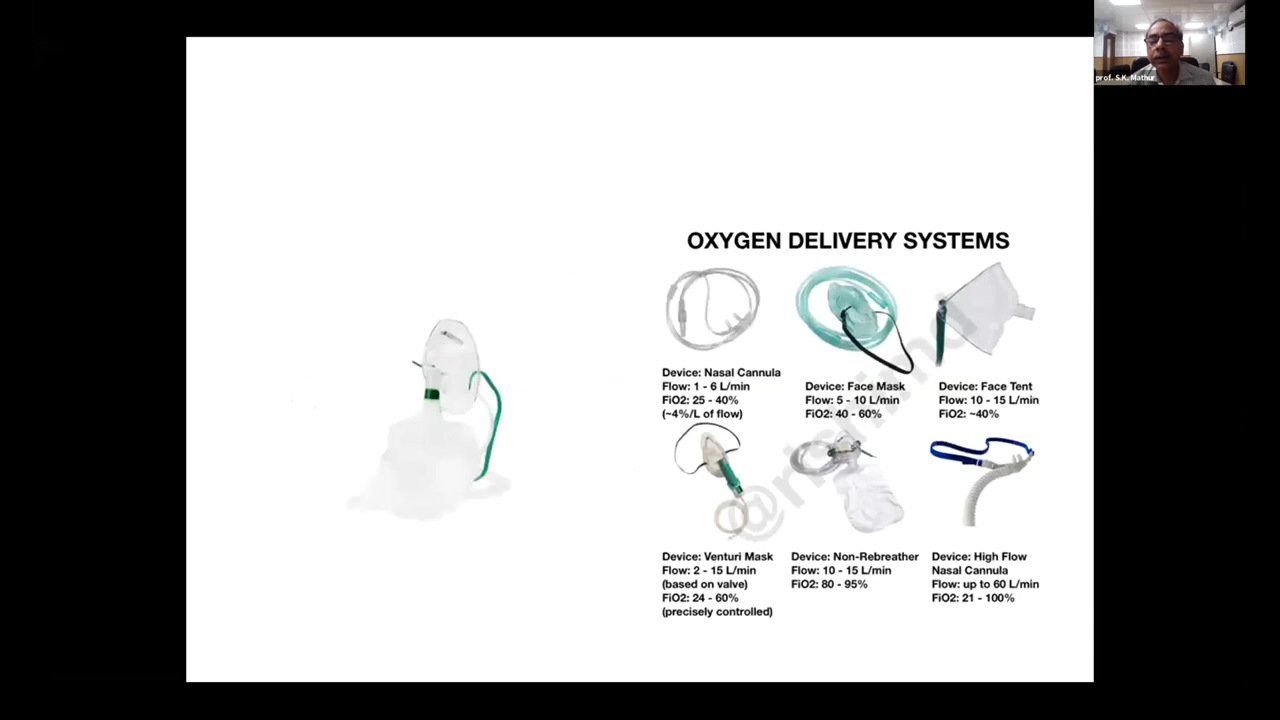 prof. S.K. Mathur
OXYGEN DELIVERY SYSTEMS
Device: Nasal Cannula
Flow: 1 - 6 L/min
FiO2: 25 - 40%
(~4%/L of flow)
Device: Face Mask
Flow: 5 - 10 L/min
FiO2: 40 - 60%
Device: Face Tent
Flow: 10 - 15 L/min
FiO2: ~40%
Device: Venturi Mask
Flow: 2 - 15 L/min
(based on valve)
FiO2: 24 - 60%
(precisely controlled)
Device: Non-Rebreather
Flow: 10 - 15 L/min
FiO2: 80 - 95%
Device: High Flow
Nasal Cannula
Flow: up to 60 L/min
FiO2: 21 - 100%